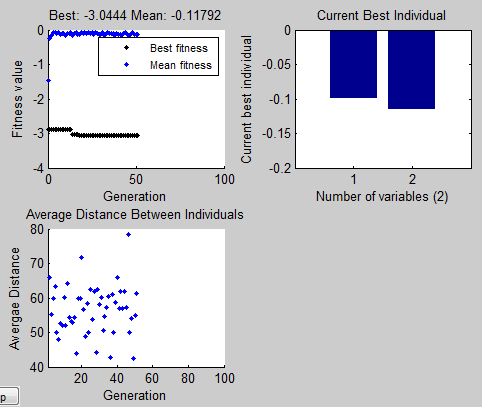 Best: -3.0444 Mean: -0.11792
0
-1
-2
-3
-4
Fitness value
Best fitness
Mean fitness
0 50 100
Generation
Current Best Individual
0
-0.05
-0.1
-0.15
-0.2
Current best individual
1 2
Number of variables (2)
Average Distance Between Individuals
80
70
60
50
40
Avergae Distance
20 40 60 80 100
Generation
p